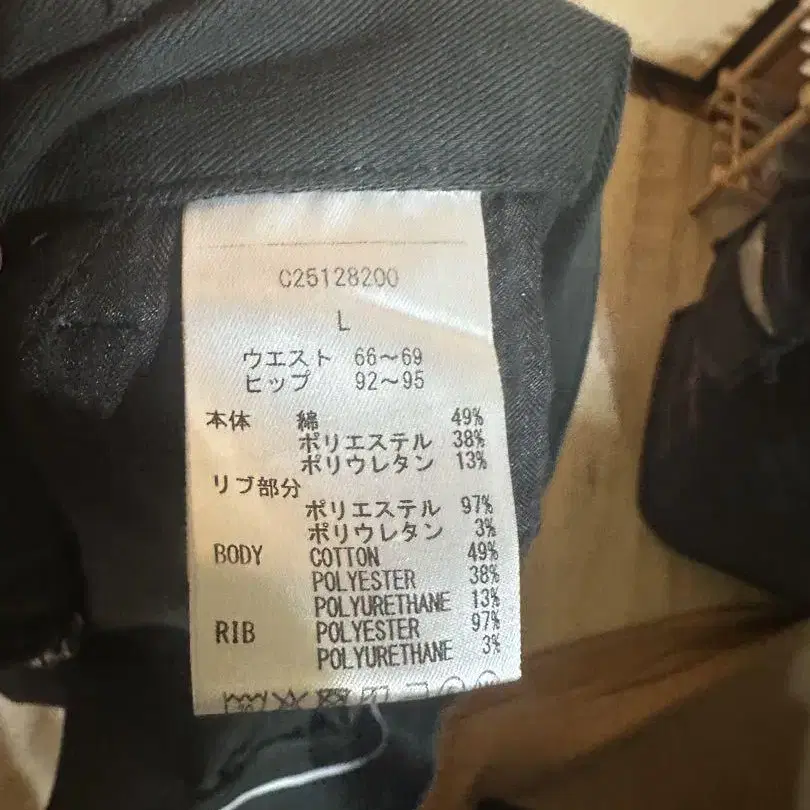 C25128200
L
ウエスト 66～69
ヒップ 92～95
本体 綿 49%
ポリエステル 38%
ポリウレタン 13%
リブ部分
ポリエステル 97%
ポリウレタン 3%
BODY COTTON 49%
POLYESTER 38%
POLYURETHANE 13%
RIB POLYESTER 97%
POLYURETHANE 3%